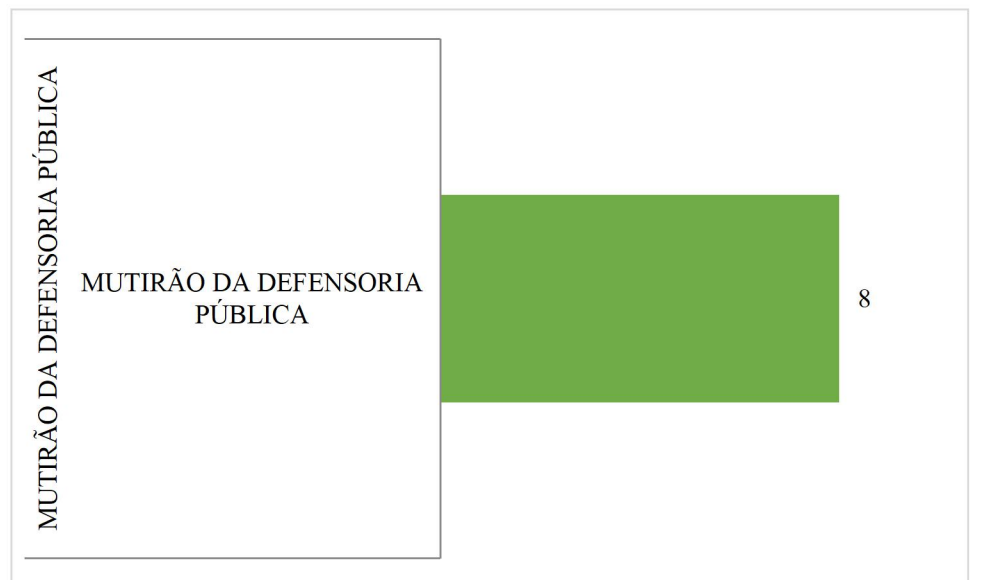 MUTIRÃO DA DEFENSORIA PÚBLICA
MUTIRÃO DA DEFENSORIA
PÚBLICA
8